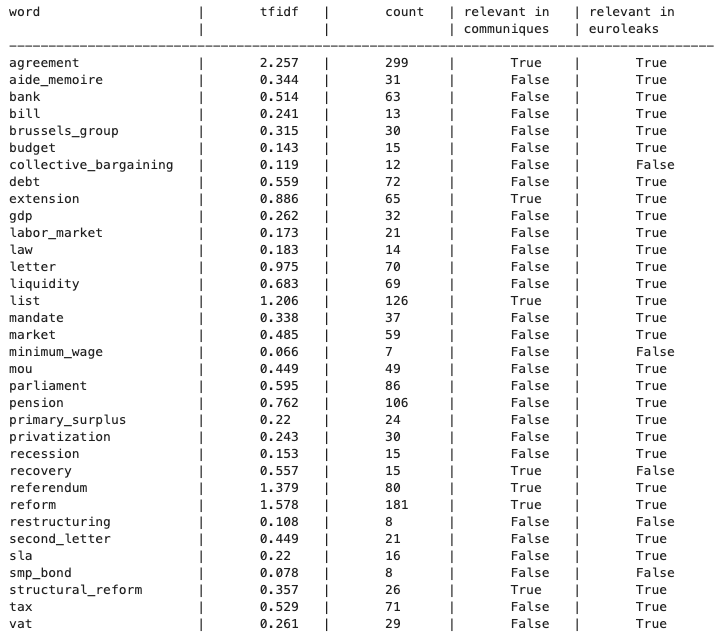 word | tfidf | count | relevant in | relevant in
| | | communiques | euroleaks
------------------------------------------------------------------------------------------
agreement | 2.257 | 299 | True | True
aide_memoire | 0.344 | 31 | False | True
bank | 0.514 | 63 | False | True
bill | 0.241 | 13 | False | True
brussels_group | 0.315 | 30 | False | True
budget | 0.143 | 15 | False | True
collective_bargaining | 0.119 | 12 | False | False
debt | 0.559 | 72 | False | True
extension | 0.886 | 65 | True | True
gdp | 0.262 | 32 | False | True
labor_market | 0.173 | 21 | False | True
law | 0.183 | 14 | False | True
letter | 0.975 | 70 | False | True
liquidity | 0.683 | 69 | False | True
list | 1.206 | 126 | True | True
mandate | 0.338 | 37 | False | True
market | 0.485 | 59 | False | True
minimum_wage | 0.066 | 7 | False | False
mou | 0.449 | 49 | False | True
parliament | 0.595 | 86 | False | True
pension | 0.762 | 106 | False | True
primary_surplus | 0.22 | 24 | False | True
privatization | 0.243 | 30 | False | True
recession | 0.153 | 15 | False | True
recovery | 0.557 | 15 | True | False
referendum | 1.379 | 80 | True | True
reform | 1.578 | 181 | True | True
restructuring | 0.108 | 8 | False | False
second_letter | 0.449 | 21 | False | True
sla | 0.22 | 16 | False | True
smp_bond | 0.078 | 8 | False | False
structural_reform | 0.357 | 26 | True | True
tax | 0.529 | 71 | False | True
vat | 0.261 | 29 | False | True